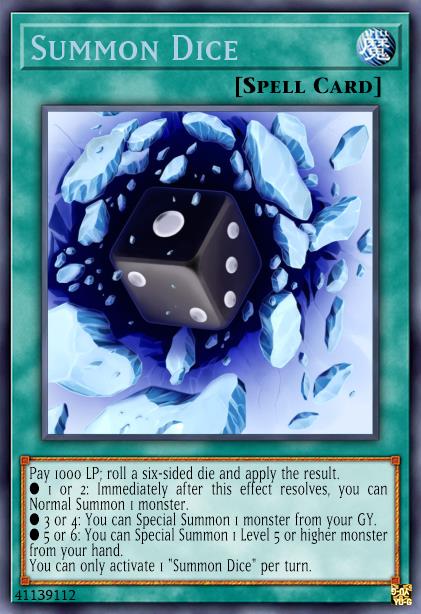 Summon Dice
魔
[Spell Card]
Pay 1000 LP; roll a six-sided die and apply the result.
● 1 or 2: Immediately after this effect resolves, you can
Normal Summon 1 monster.
● 3 or 4: You can Special Summon 1 monster from your GY.
● 5 or 6: You can Special Summon 1 Level 5 or higher monster
from your hand.
You can only activate 1 "Summon Dice" per turn.
41139112